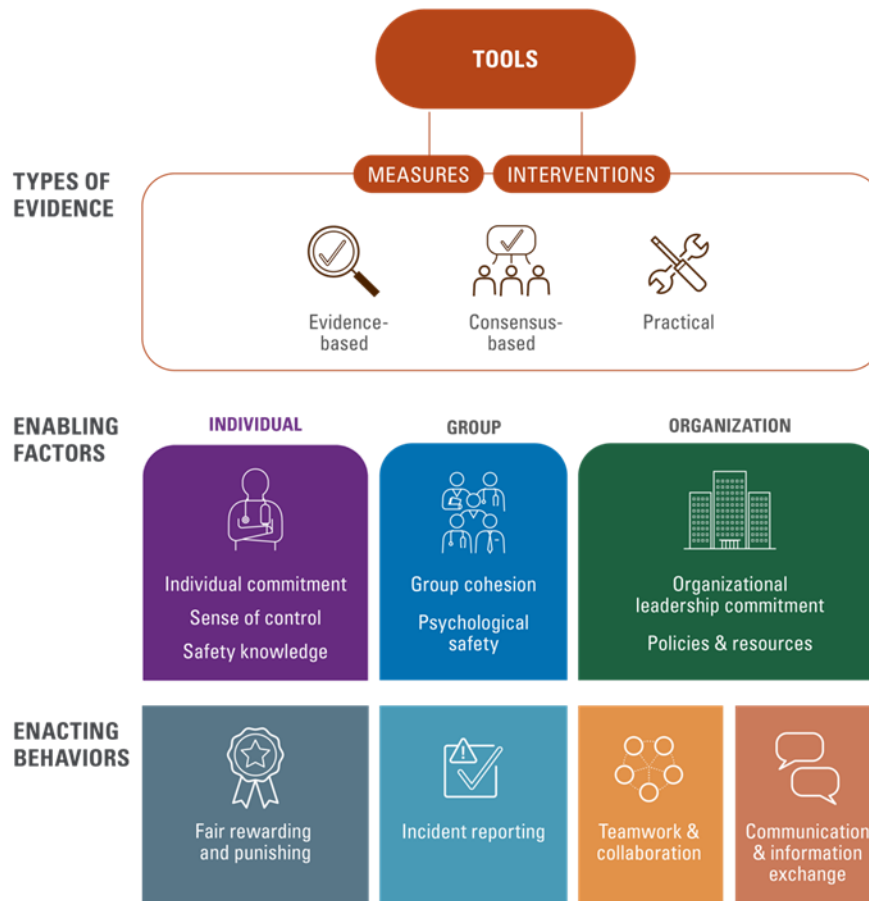 TOOLS
MEASURES
INTERVENTIONS
TYPES OF
EVIDENCE
Evidence-
based
Consensus-
based
Practical
ENABLING
FACTORS
INDIVIDUAL
Individual commitment
Sense of control
Safety knowledge
GROUP
Group cohesion
Psychological
safety
ORGANIZATION
Organizational
leadership commitment
Policies & resources
ENACTING
BEHAVIORS
Fair rewarding
and punishing
Incident reporting
Teamwork &
collaboration
Communication
& information
exchange